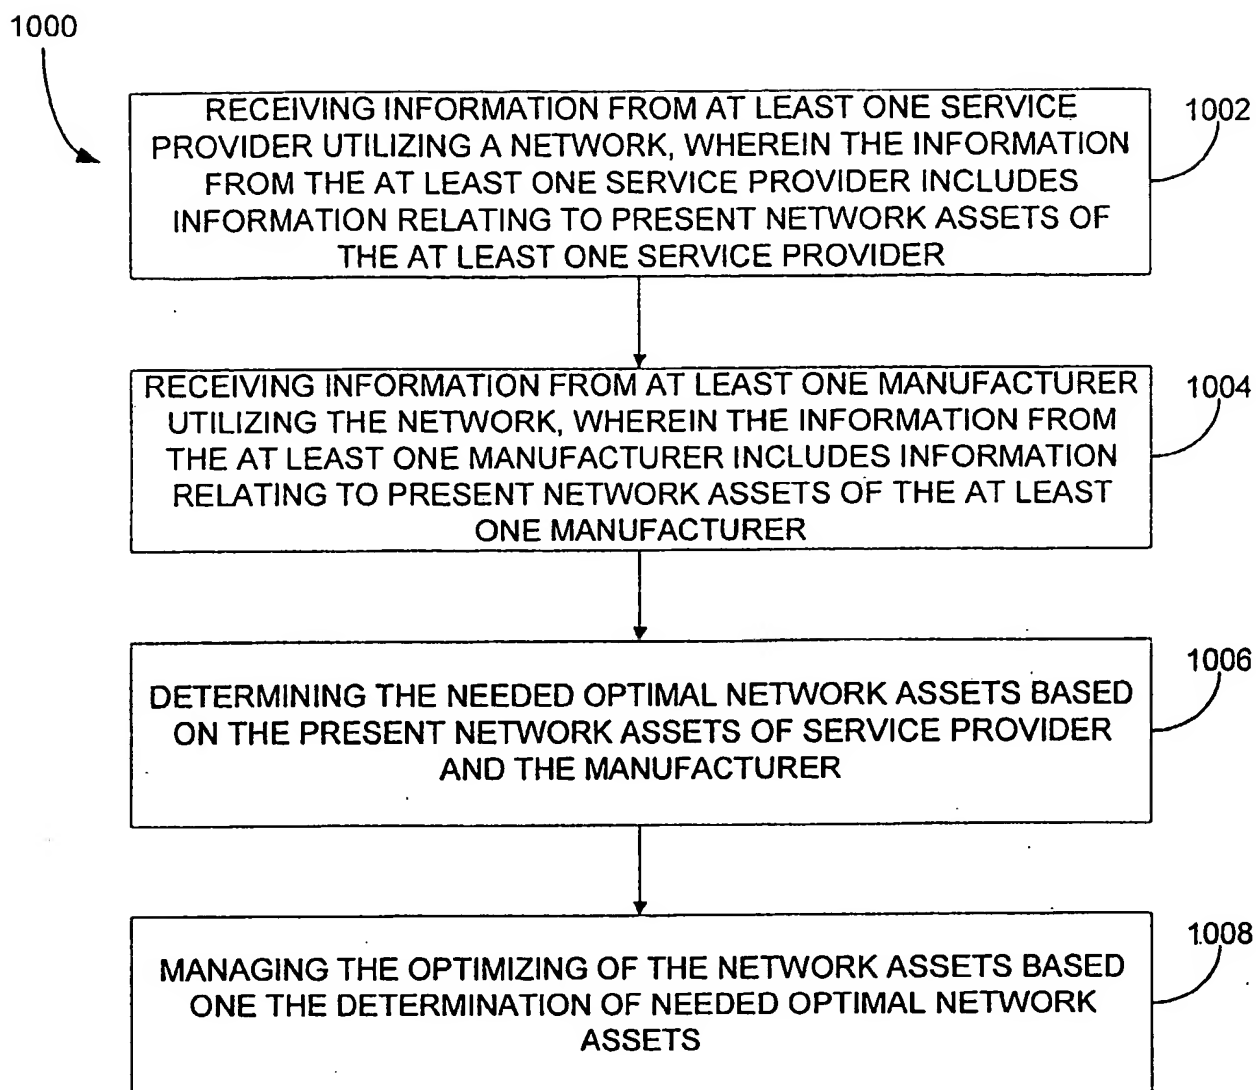 1000
RECEIVING INFORMATION FROM AT LEAST ONE SERVICE
PROVIDER UTILIZING A NETWORK, WHEREIN THE INFORMATION
FROM THE AT LEAST ONE SERVICE PROVIDER INCLUDES
INFORMATION RELATING TO PRESENT NETWORK ASSETS OF
THE AT LEAST ONE SERVICE PROVIDER
1002
RECEIVING INFORMATION FROM AT LEAST ONE MANUFACTURER
UTILIZING THE NETWORK, WHEREIN THE INFORMATION FROM
THE AT LEAST ONE MANUFACTURER INCLUDES INFORMATION
RELATING TO PRESENT NETWORK ASSETS OF THE AT LEAST
ONE MANUFACTURER
1004
DETERMINING THE NEEDED OPTIMAL NETWORK ASSETS BASED
ON THE PRESENT NETWORK ASSETS OF SERVICE PROVIDER
AND THE MANUFACTURER
1006
MANAGING THE OPTIMIZING OF THE NETWORK ASSETS BASED
ONE THE DETERMINATION OF NEEDED OPTIMAL NETWORK
ASSETS
1008